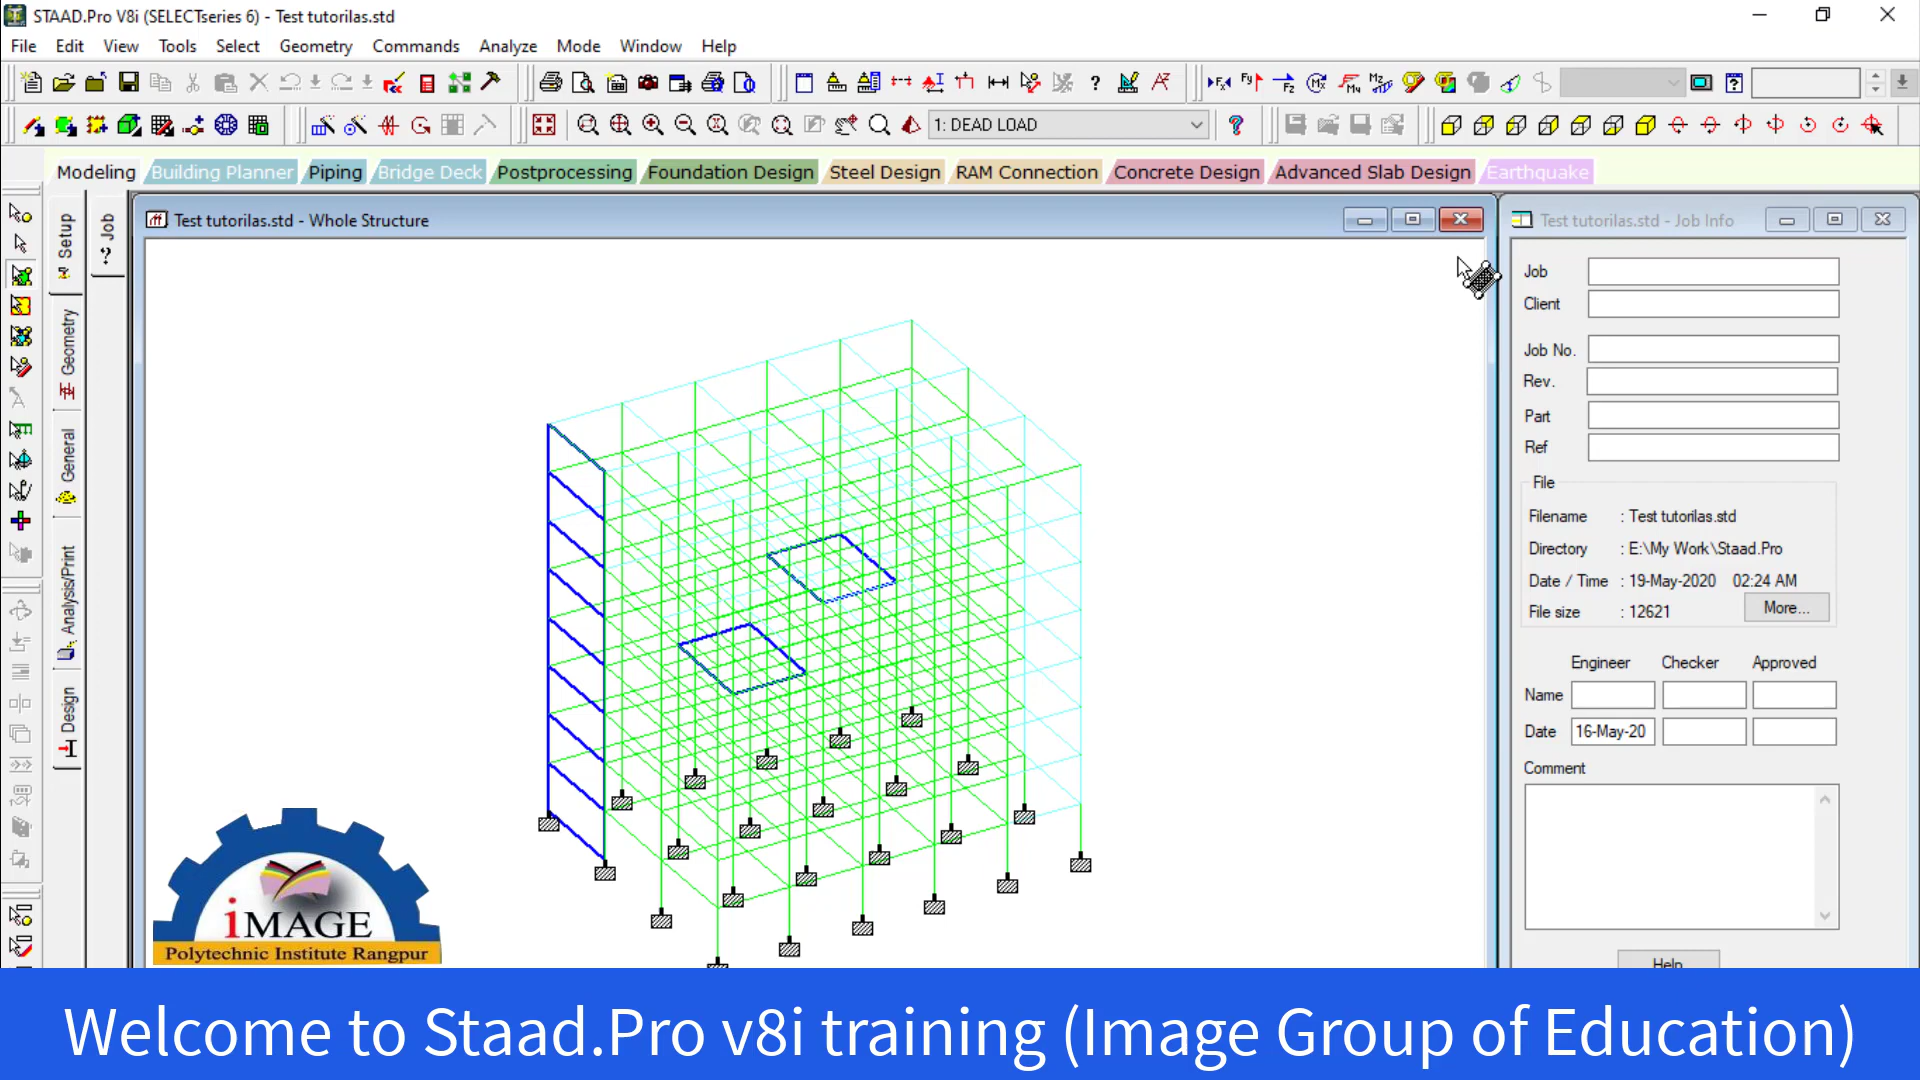 STAAD.Pro V8i (SELECTseries 6) - Test tutorilas.std
File Edit View Tools Select Geometry Commands Analyze Mode Window Help
1: DEAD LOAD
Modeling Building Planner Piping Bridge Deck Postprocessing Foundation Design Steel Design RAM Connection Concrete Design Advanced Slab Design Earthquake
Setup
Geometry
General
Analysis/Print
Design
Job
Test tutorilas.std - Whole Structure
Test tutorilas.std - Job Info
Job
Client
Job No.
Rev.
Part
Ref
File
Filename : Test tutorilas.std
Directory : E:\My Work\Staad.Pro
Date / Time : 19-May-2020 02:24 AM
File size : 12621
More...
Engineer Checker Approved
Name
Date 16-May-20
Comment
Help
iMAGE
Polytechnic Institute Rangpur
Welcome to Staad.Pro v8i training (Image Group of Education)